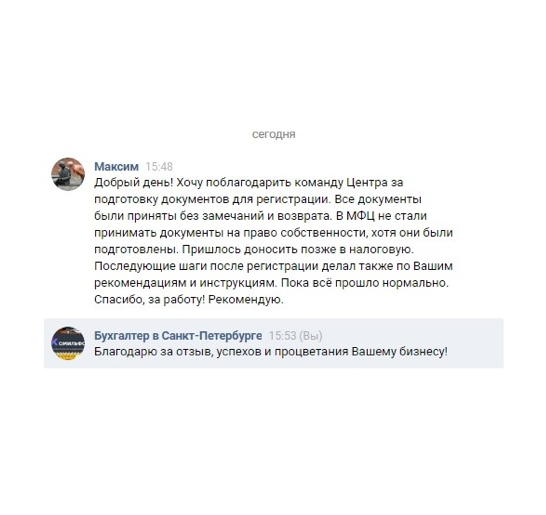 сегодня
Максим 15:48
Добрый день! Хочу поблагодарить команду Центра за
подготовку документов для регистрации. Все документы
были приняты без замечаний и возврата. В МФЦ не стали
принимать документы на право собственности, хотя они были
подготовлены. Пришлось доносить позже в налоговую.
Последующие шаги после регистрации делал также по Вашим
рекомендациям и инструкциям. Пока всё прошло нормально.
Спасибо, за работу! Рекомендую.
Бухгалтер в Санкт-Петербурге 15:53 (Вы)
Благодарю за отзыв, успехов и процветания Вашему бизнесу!